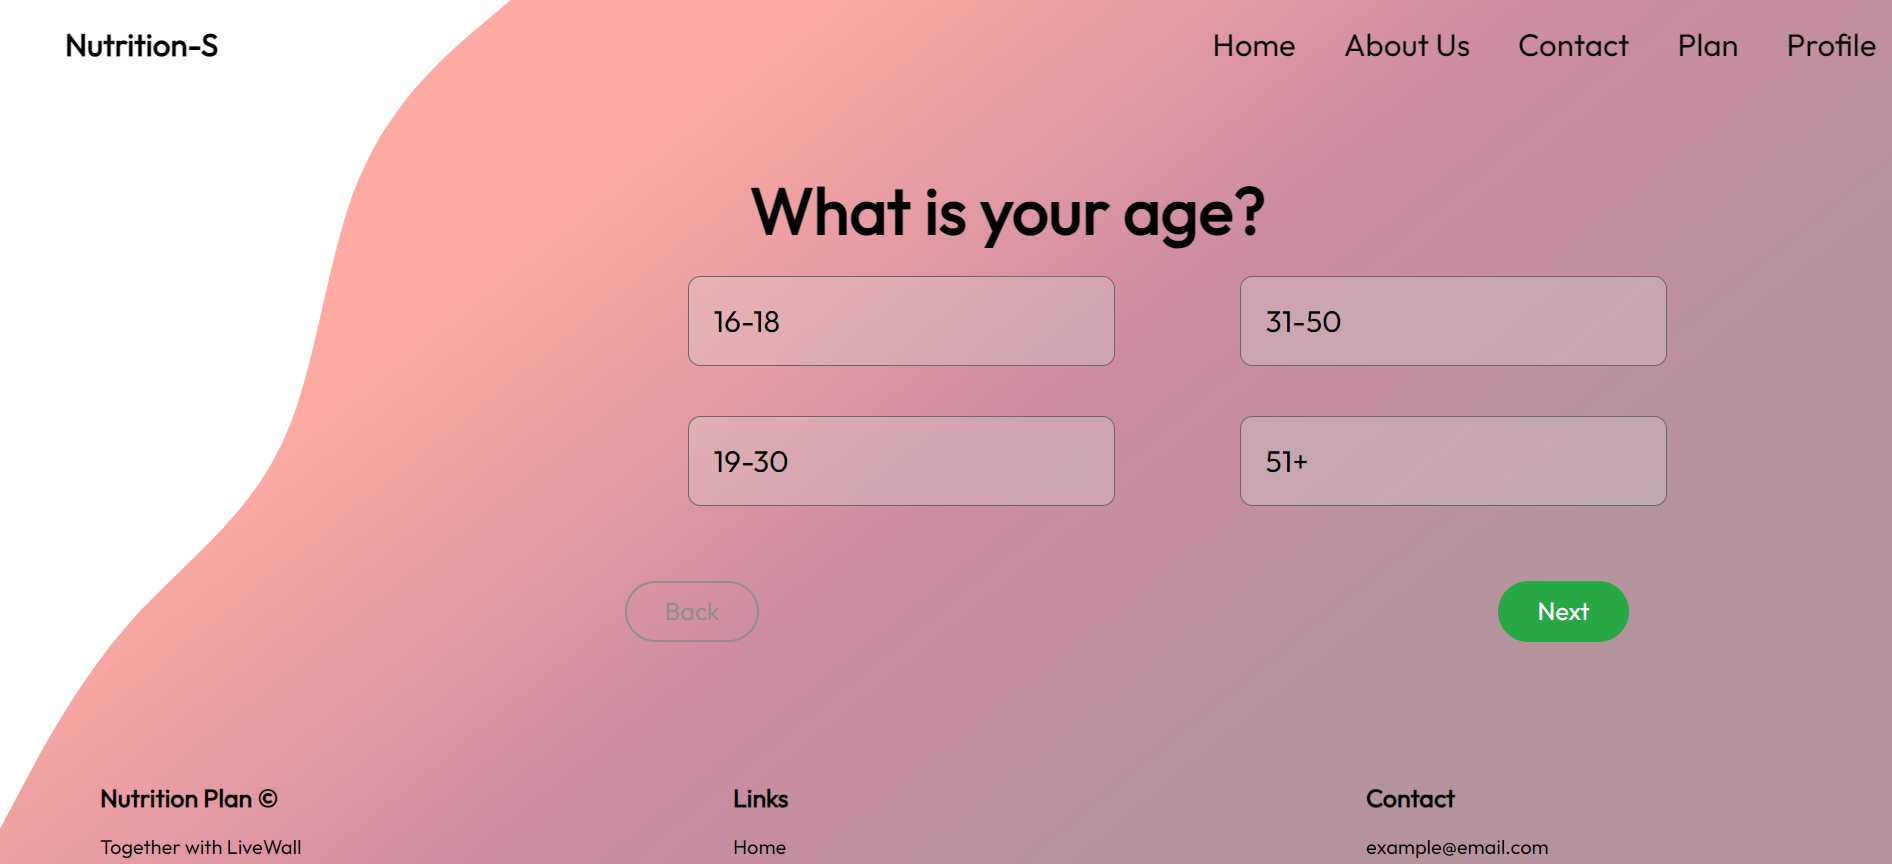 Nutrition-S
Home About Us Contact Plan Profile
What is your age?
16-18
31-50
19-30
51+
Back
Next
Nutrition Plan ©
Together with LiveWall
Links
Home
Contact
example@email.com